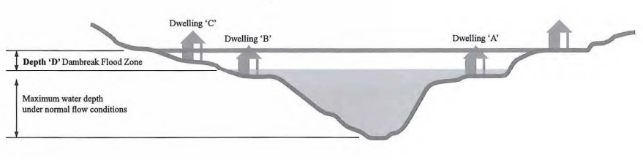 Dwelling ‘C’
Dwelling ‘B’
Dwelling ‘A’
Depth ‘D’ Dambreak Flood Zone
Maximum water depth
under normal flow conditions